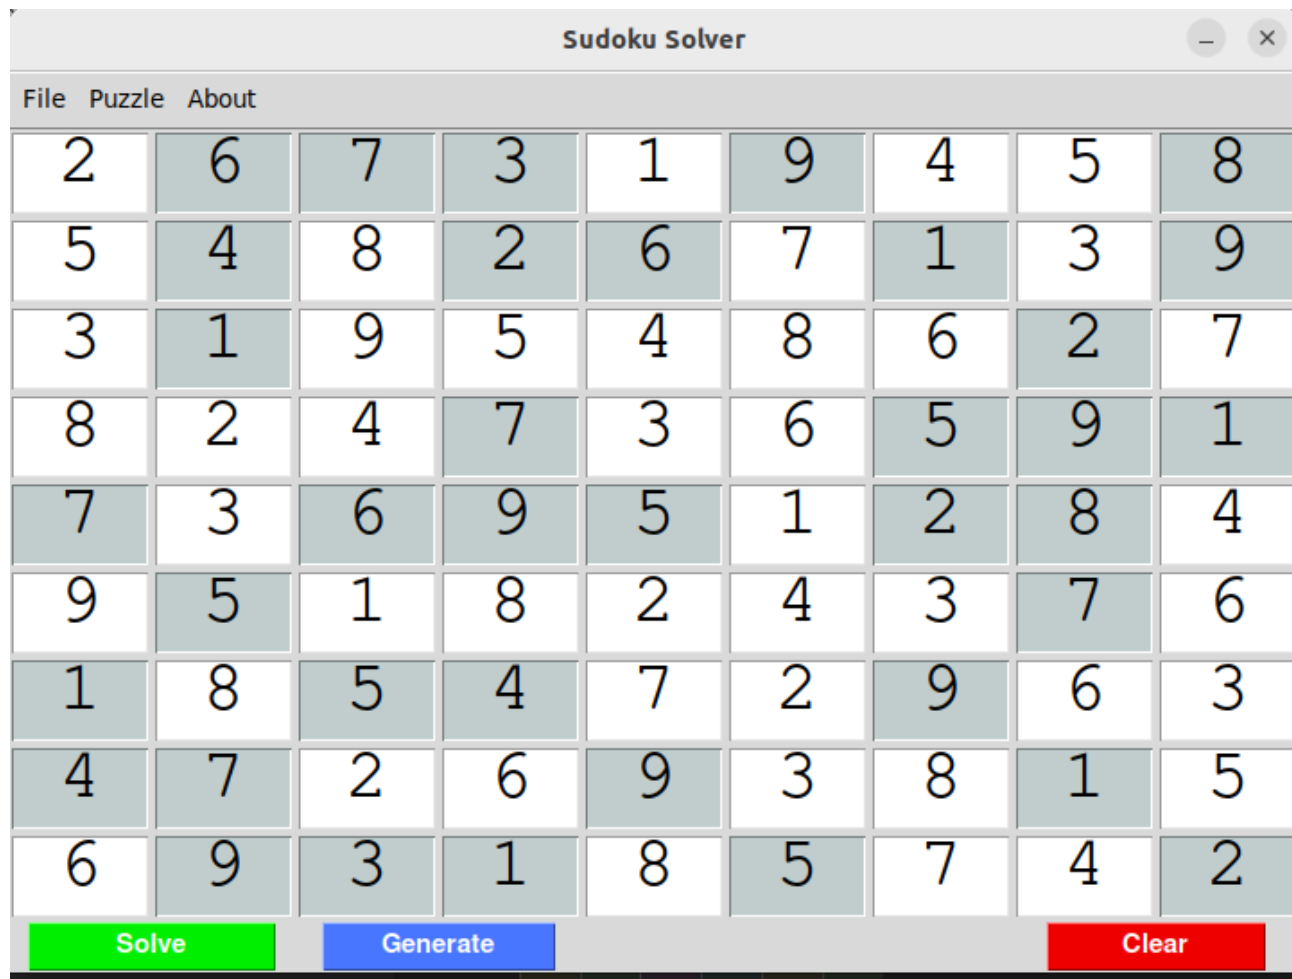 Sudoku Solver
File Puzzle About
2 6 7 3 1 9 4 5 8
5 4 8 2 6 7 1 3 9
3 1 9 5 4 8 6 2 7
8 2 4 7 3 6 5 9 1
7 3 6 9 5 1 2 8 4
9 5 1 8 2 4 3 7 6
1 8 5 4 7 2 9 6 3
4 7 2 6 9 3 8 1 5
6 9 3 1 8 5 7 4 2
Solve Generate Clear